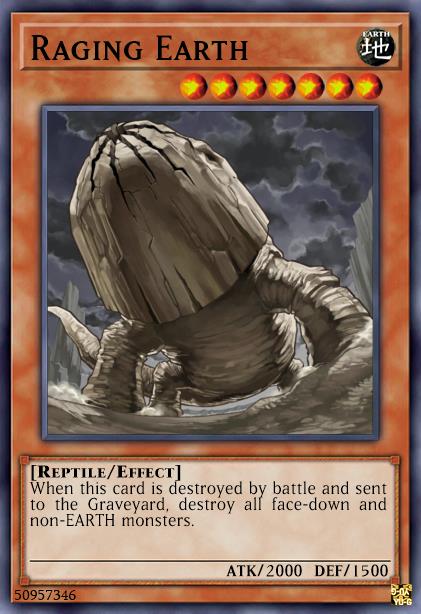 Raging Earth
EARTH
地
[Reptile/Effect]
When this card is destroyed by battle and sent
to the Graveyard, destroy all face-down and
non-EARTH monsters.
ATK/2000 DEF/1500
50957346